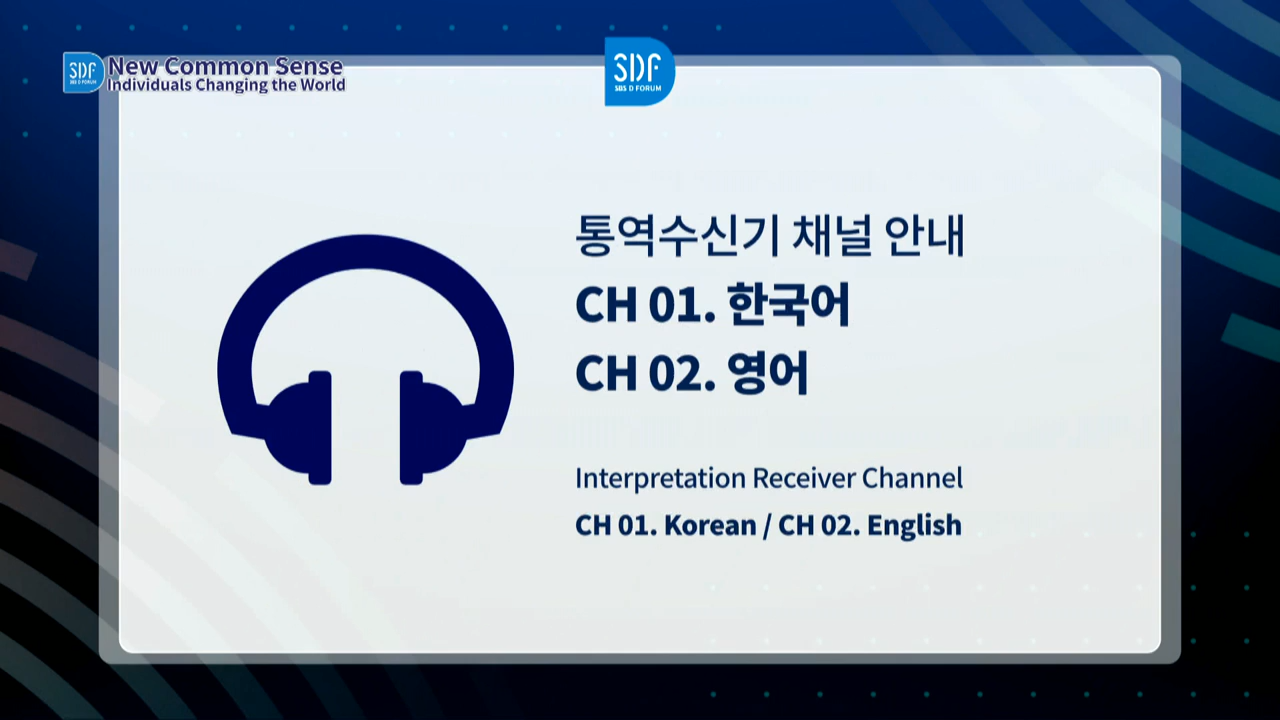 SDF
SBS D FORUM
New Common Sense
Individuals Changing the World
SDF
SBS D FORUM
통역수신기 채널 안내
CH 01. 한국어
CH 02. 영어
Interpretation Receiver Channel
CH 01. Korean / CH 02. English